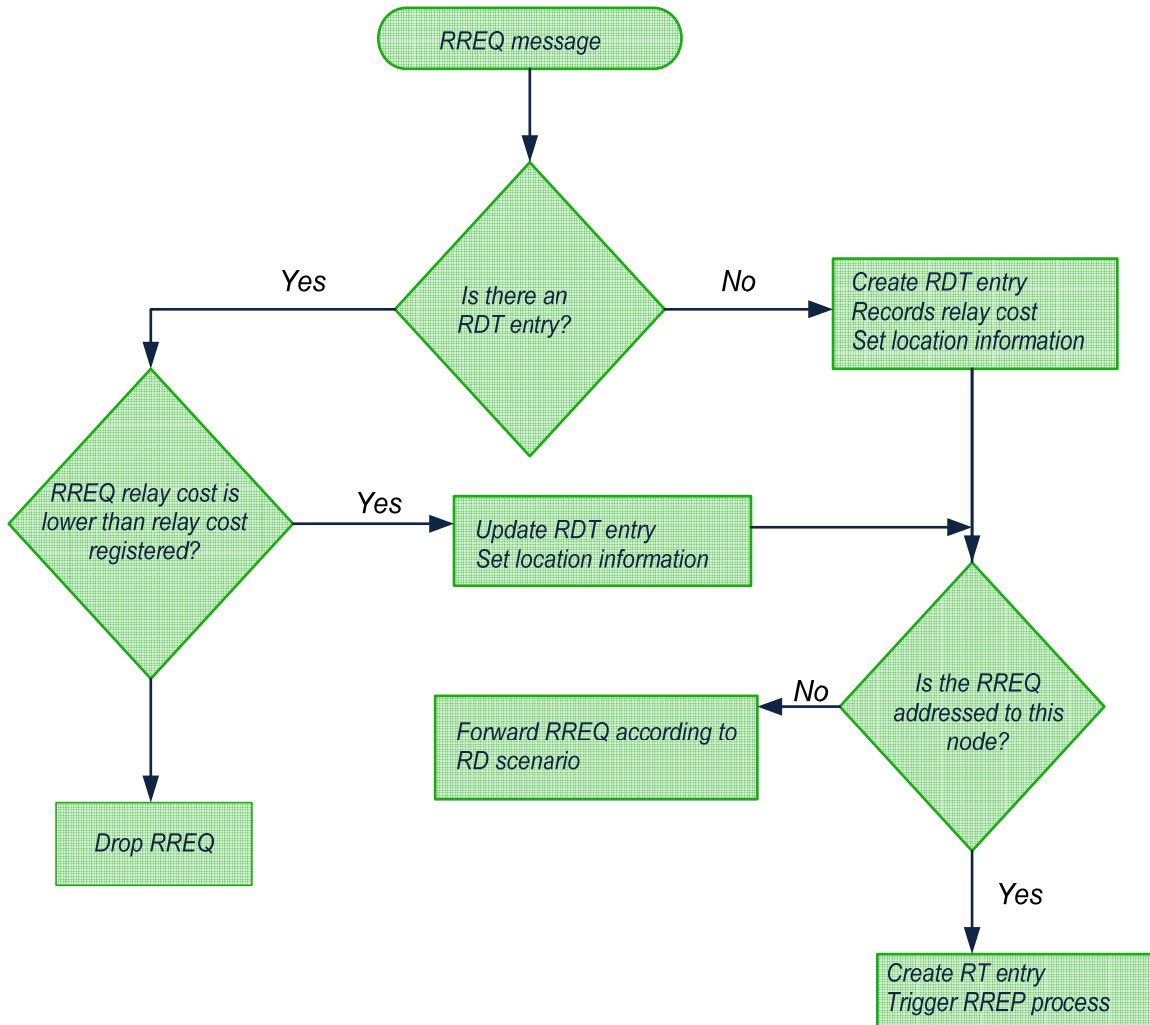 RREQ message
Yes
Is there an
RDT entry?
No
Create RDT entry
Records relay cost
Set location information
RREQ relay cost is
lower than relay cost
registered?
Yes
Update RDT entry
Set location information
Is the RREQ
addressed to this
node?
No
Forward RREQ according to
RD scenario
Drop RREQ
Yes
Create RT entry
Trigger RREP process